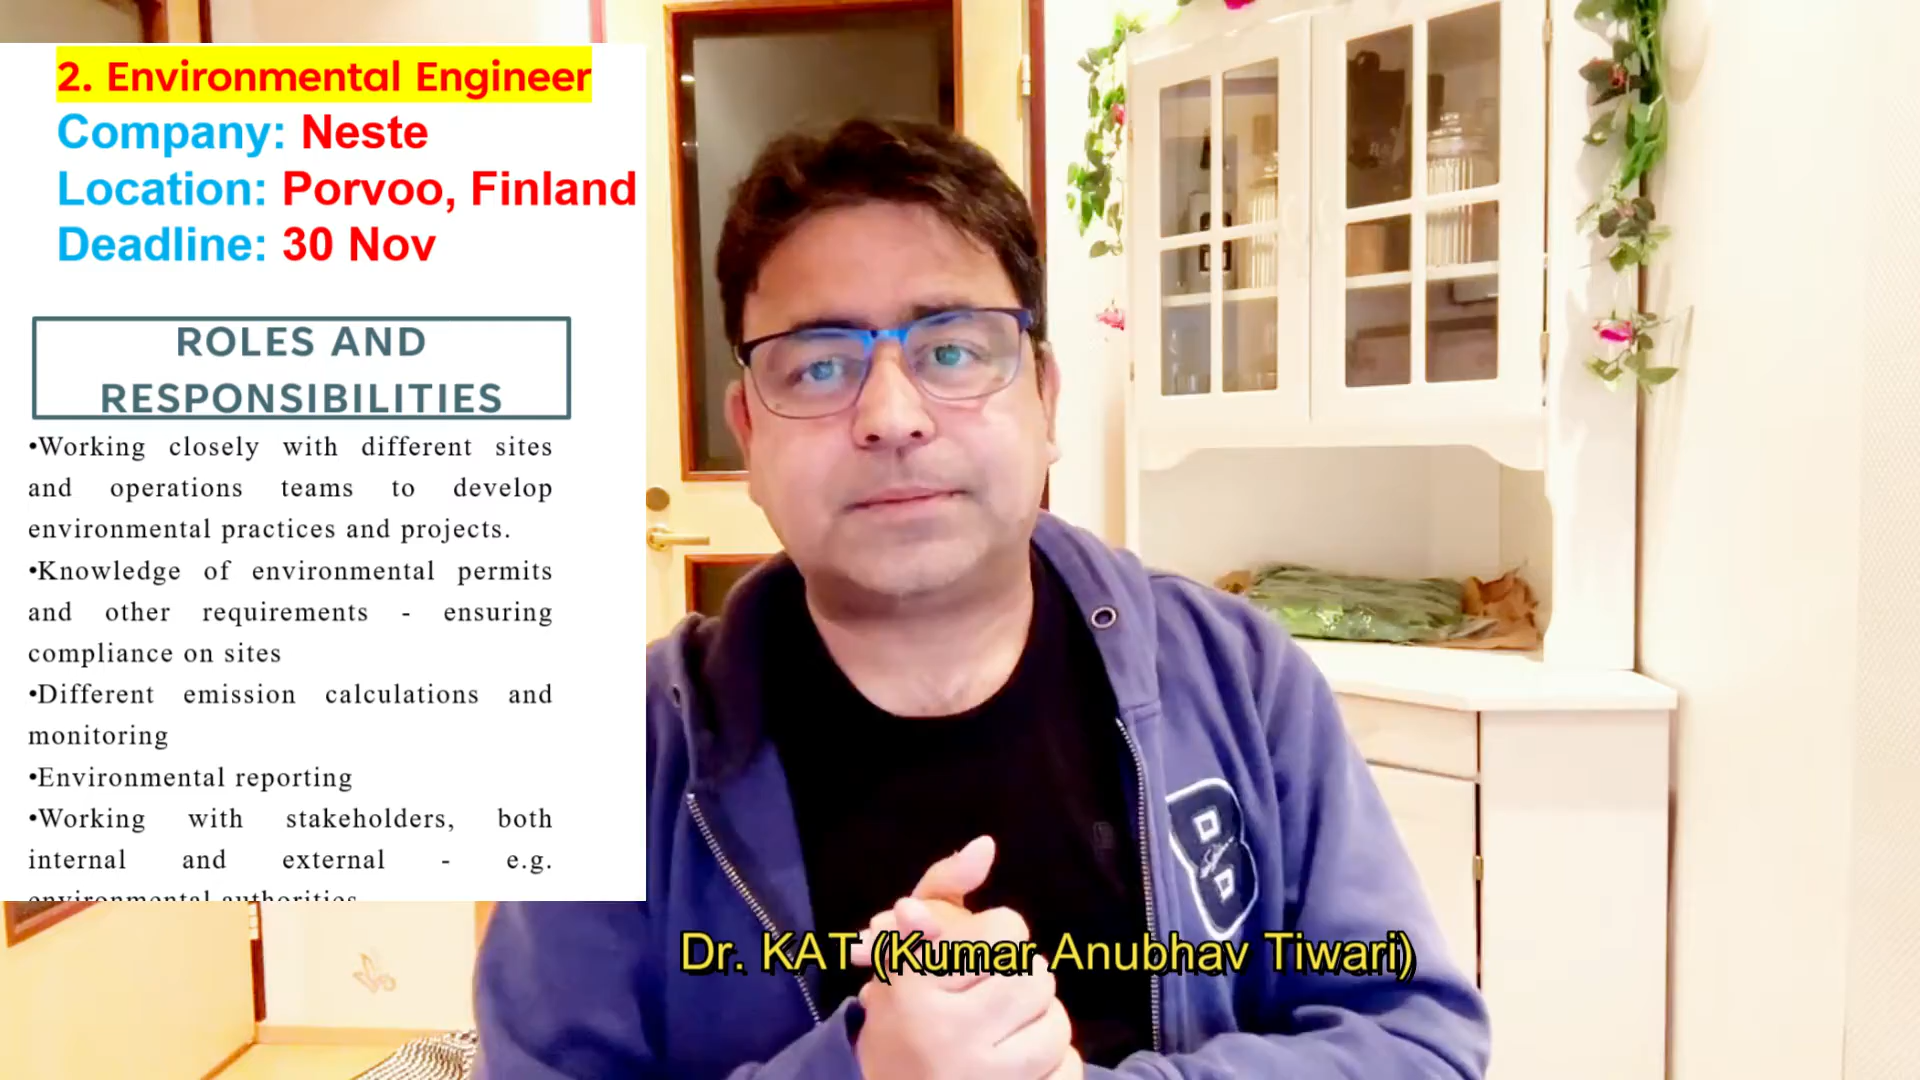 2. Environmental Engineer
Company: Neste
Location: Porvoo, Finland
Deadline: 30 Nov
ROLES AND
RESPONSIBILITIES
•Working closely with different sites
and operations teams to develop
environmental practices and projects.
•Knowledge of environmental permits
and other requirements - ensuring
compliance on sites
•Different emission calculations and
monitoring
•Environmental reporting
•Working with stakeholders, both
internal and external - e.g.
environmental authorities
Dr. KAT (Kumar Anubhav Tiwari)